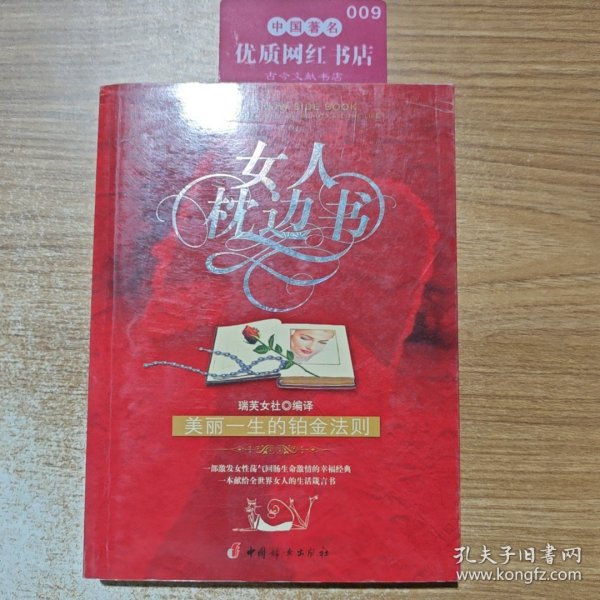 009
中国著名
优质网红书店
古今文献书店
SIDE BOOK
女人
枕边书
瑞芙女社◎编译
美丽一生的铂金法则
一部激发女性荡气回肠生命激情的幸福经典
一本献给全世界女人的生活箴言书
中国妇女出版社
孔夫子旧书网
www.kongfz.com